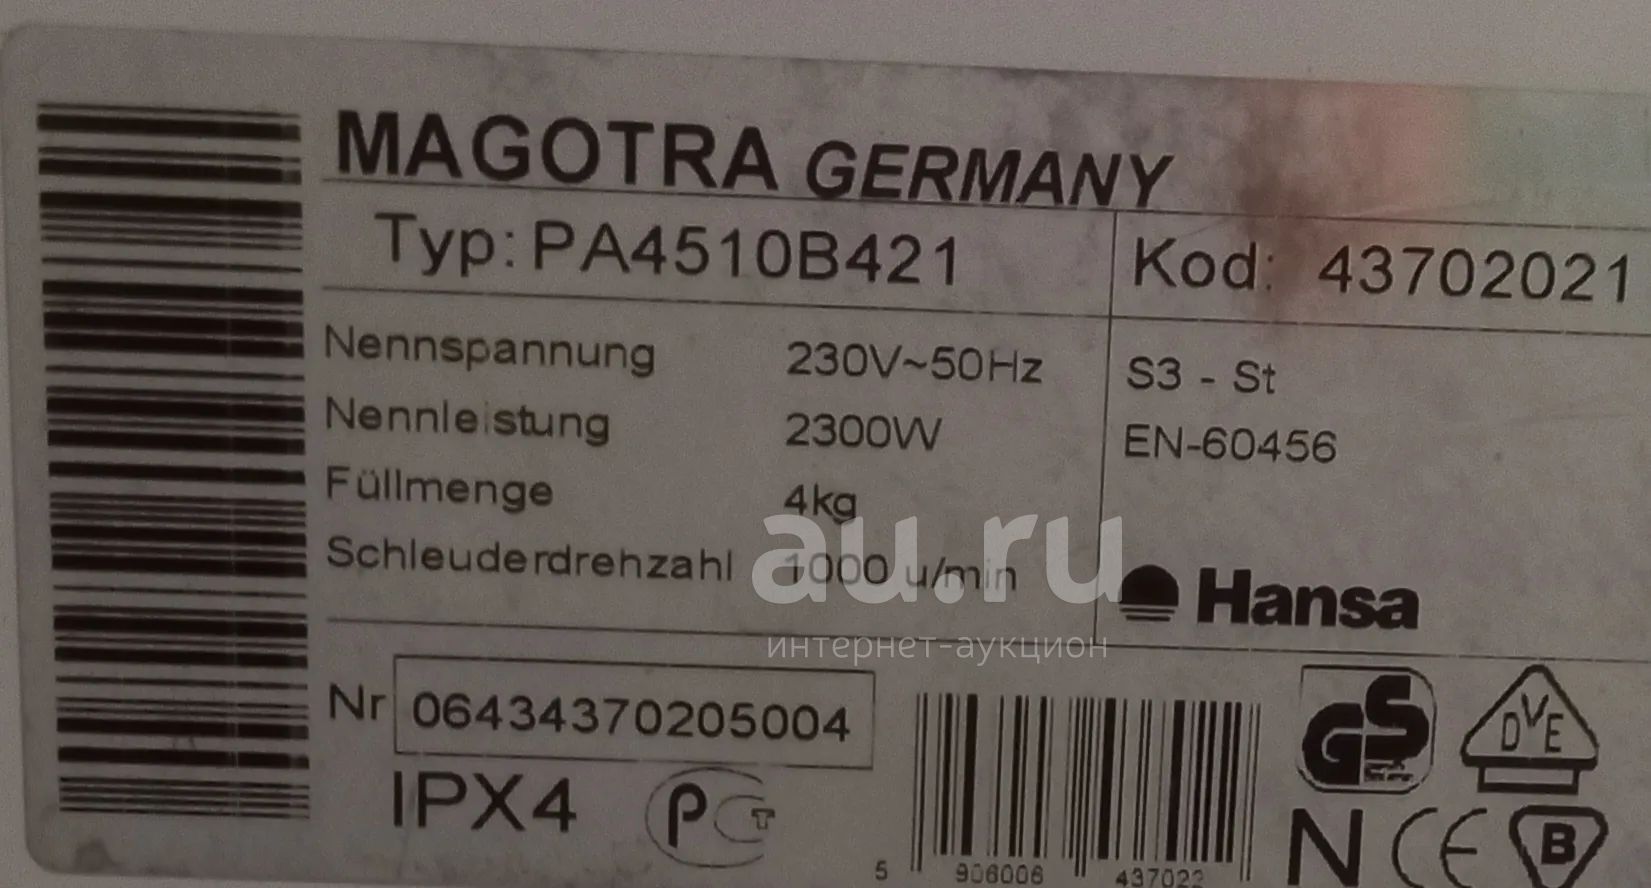 MAGOTRA GERMANY
Typ: PA4510B421
Kod: 43702021
Nennspannung 230V~50Hz
S3 - St
Nennleistung 2300W
EN-60456
Füllmenge 4kg
Schleuderdrehzahl 1000 u/min
au.ru
интернет-аукцион
Hansa
Nr 06434370205004
GS
DVE
IPX4
РСТ
N CE B
5 906006 437022